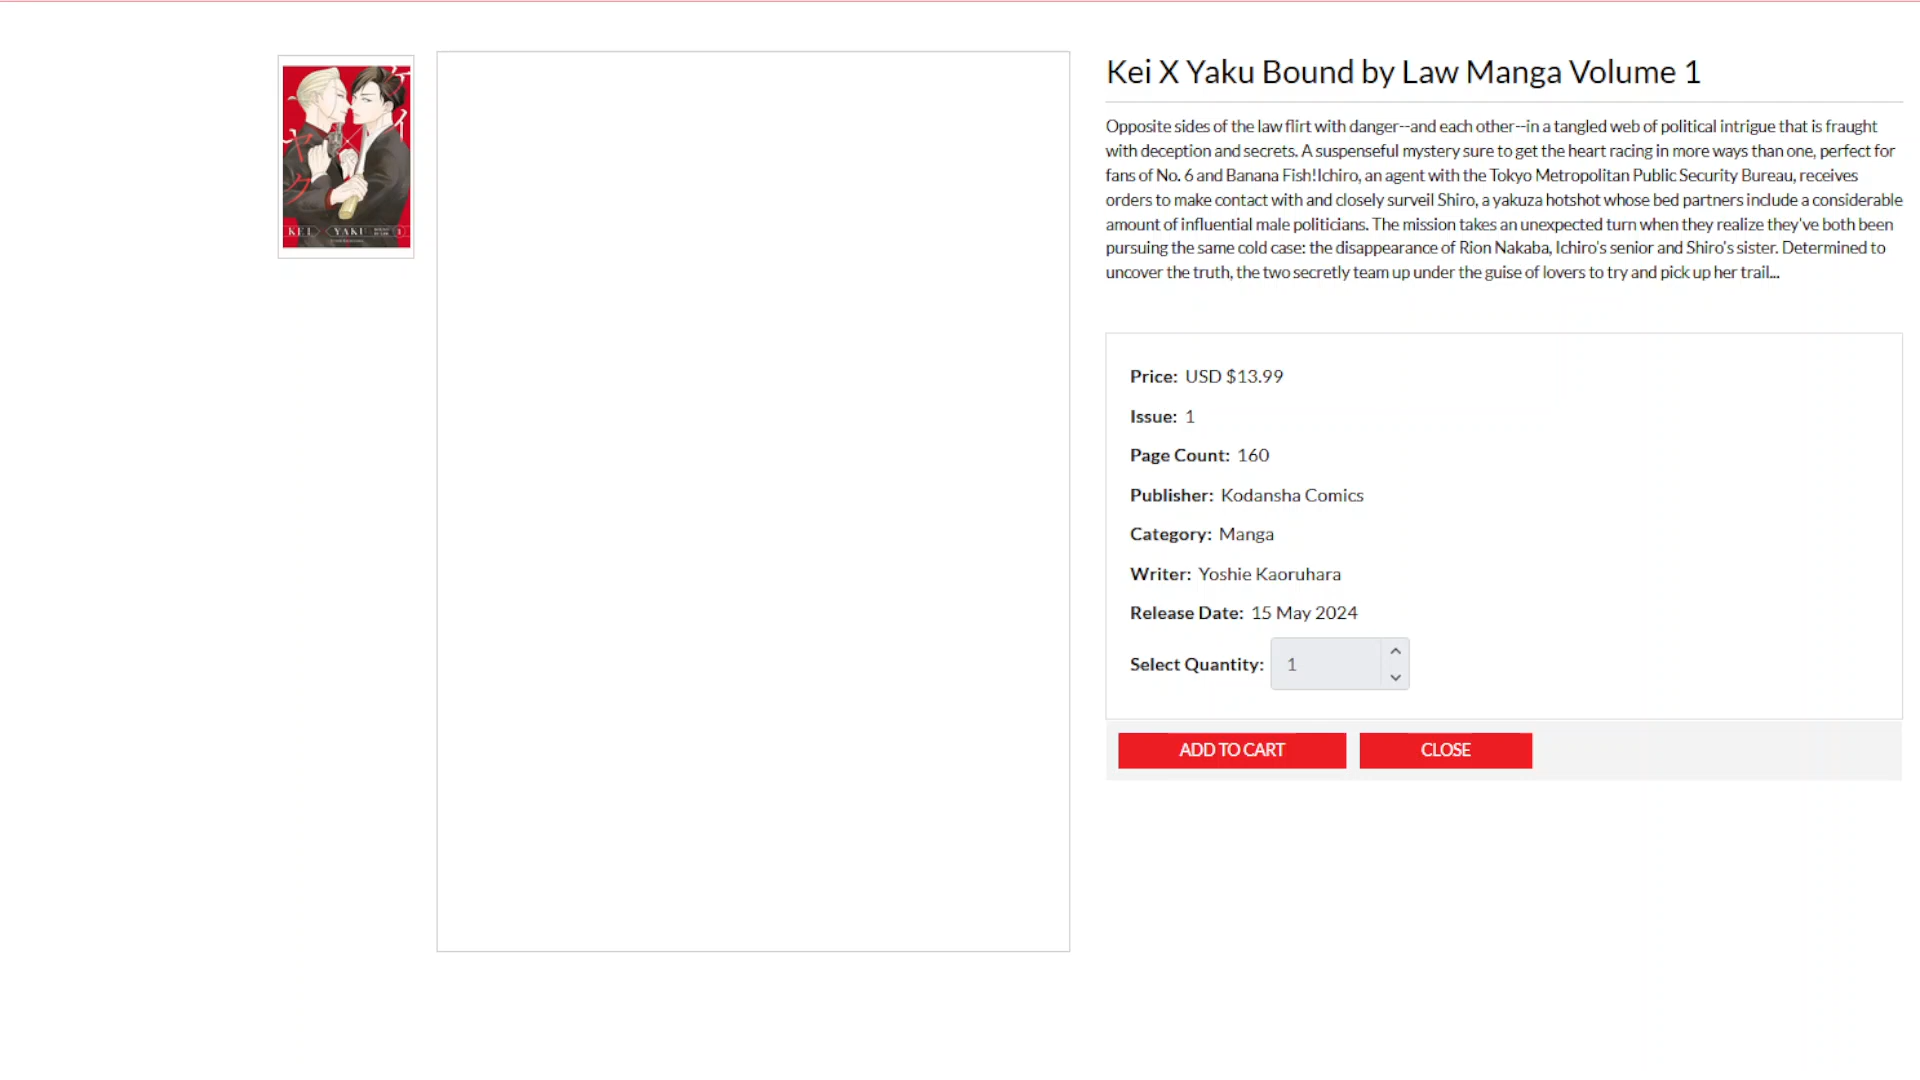 ケイ
ヤク
KEI YAKU
1
Kei X Yaku Bound by Law Manga Volume 1
Opposite sides of the law flirt with danger--and each other--in a tangled web of political intrigue that is fraught
with deception and secrets. A suspenseful mystery sure to get the heart racing in more ways than one, perfect for
fans of No. 6 and Banana Fish!Ichiro, an agent with the Tokyo Metropolitan Public Security Bureau, receives
orders to make contact with and closely surveil Shiro, a yakuza hotshot whose bed partners include a considerable
amount of influential male politicians. The mission takes an unexpected turn when they realize they've both been
pursuing the same cold case: the disappearance of Rion Nakaba, Ichiro's senior and Shiro's sister. Determined to
uncover the truth, the two secretly team up under the guise of lovers to try and pick up her trail...
Price: USD $13.99
Issue: 1
Page Count: 160
Publisher: Kodansha Comics
Category: Manga
Writer: Yoshie Kaoruhara
Release Date: 15 May 2024
Select Quantity: 1
ADD TO CART
CLOSE